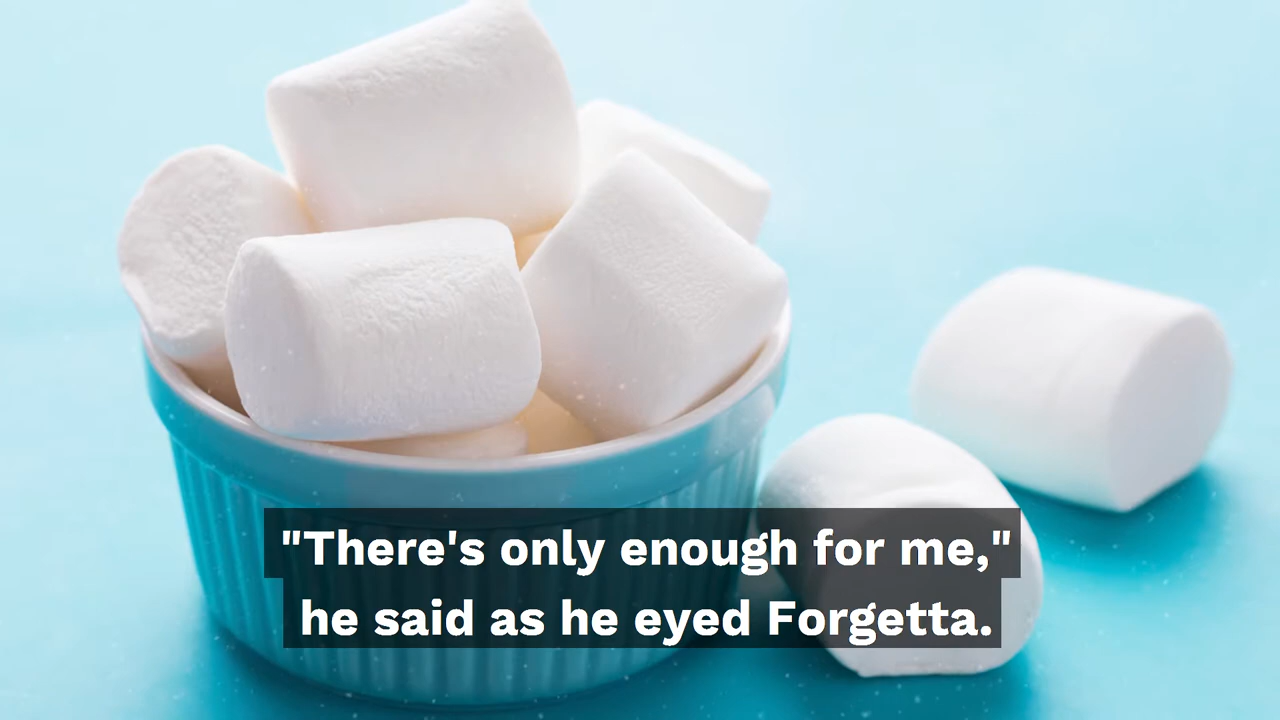 "There's only enough for me,"
he said as he eyed Forgetta.